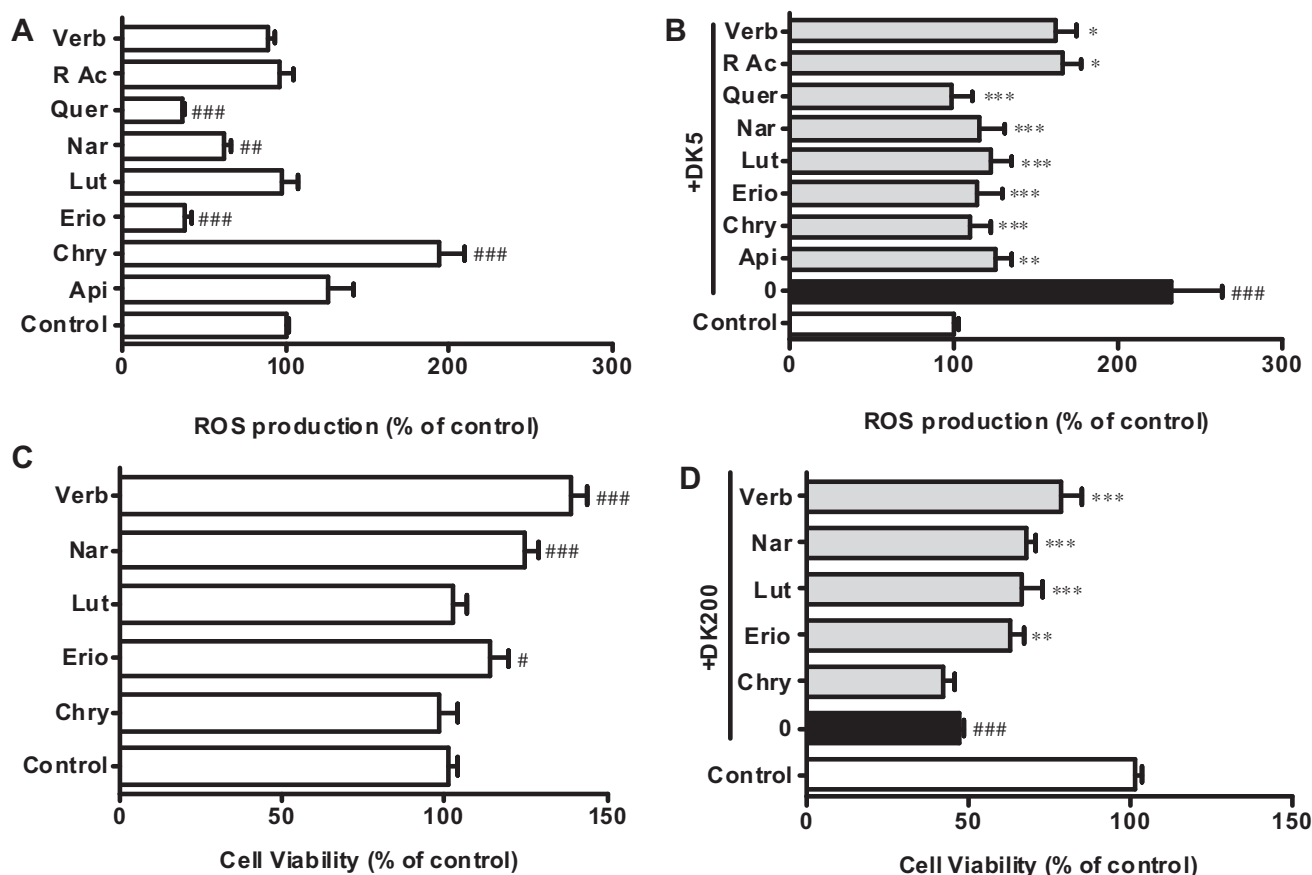 A
Verb
R Ac
Quer ###
Nar ##
Lut
Erio ###
Chry ###
Api
Control
0 100 200 300
ROS production (% of control)
B
+DK5
Verb *
R Ac *
Quer ***
Nar ***
Lut ***
Erio ***
Chry ***
Api **
0 ###
Control
0 100 200 300
ROS production (% of control)
C
Verb ###
Nar ###
Lut
Erio #
Chry
Control
0 50 100 150
Cell Viability (% of control)
D
+DK200
Verb ***
Nar ***
Lut ***
Erio **
Chry
0 ###
Control
0 50 100 150
Cell Viability (% of control)